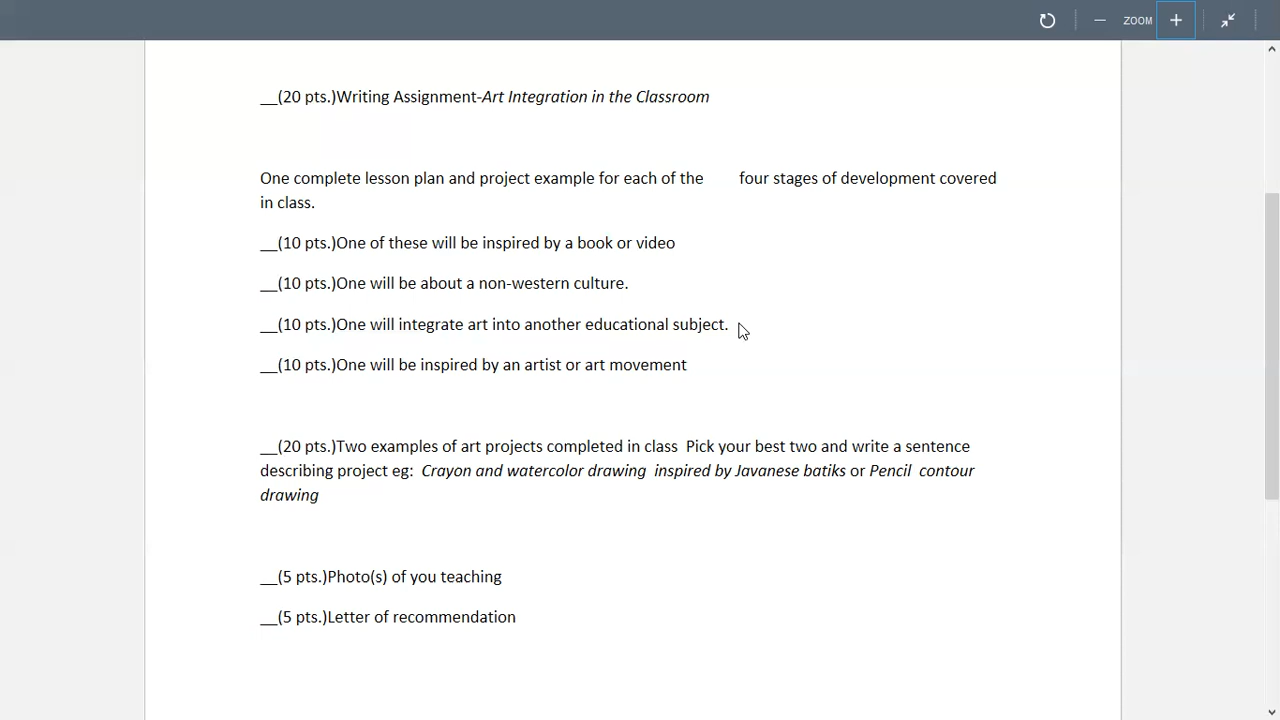 ZOOM
__(20 pts.)Writing Assignment-Art Integration in the Classroom
One complete lesson plan and project example for each of the four stages of development covered
in class.
__(10 pts.)One of these will be inspired by a book or video
__(10 pts.)One will be about a non-western culture.
__(10 pts.)One will integrate art into another educational subject.
__(10 pts.)One will be inspired by an artist or art movement
__(20 pts.)Two examples of art projects completed in class  Pick your best two and write a sentence
describing project eg:  Crayon and watercolor drawing  inspired by Javanese batiks or Pencil  contour
drawing
__(5 pts.)Photo(s) of you teaching
__(5 pts.)Letter of recommendation